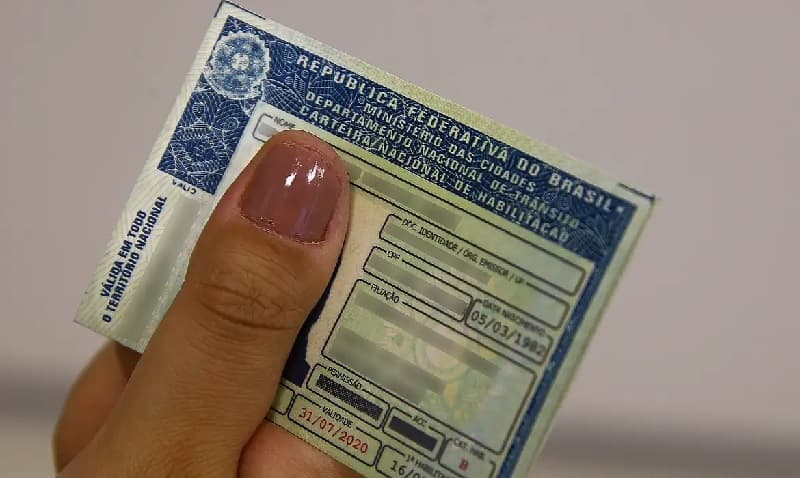 REPÚBLICA FEDERATIVA DO BRASIL
MINISTÉRIO DAS CIDADES
DEPARTAMENTO NACIONAL DE TRÂNSITO
CARTEIRA NACIONAL DE HABILITAÇÃO
NOME
DOC. IDENTIDADE / ÓRG. EMISSOR / UF
CPF
DATA NASCIMENTO
05/03/1982
FILIAÇÃO
PERMISSÃO
ACC
CAT. HAB.
B
VALIDADE
31/07/2020
1ª HABILIT
16/0
VÁLIDA EM TODO
O TERRITÓRIO NACIONAL